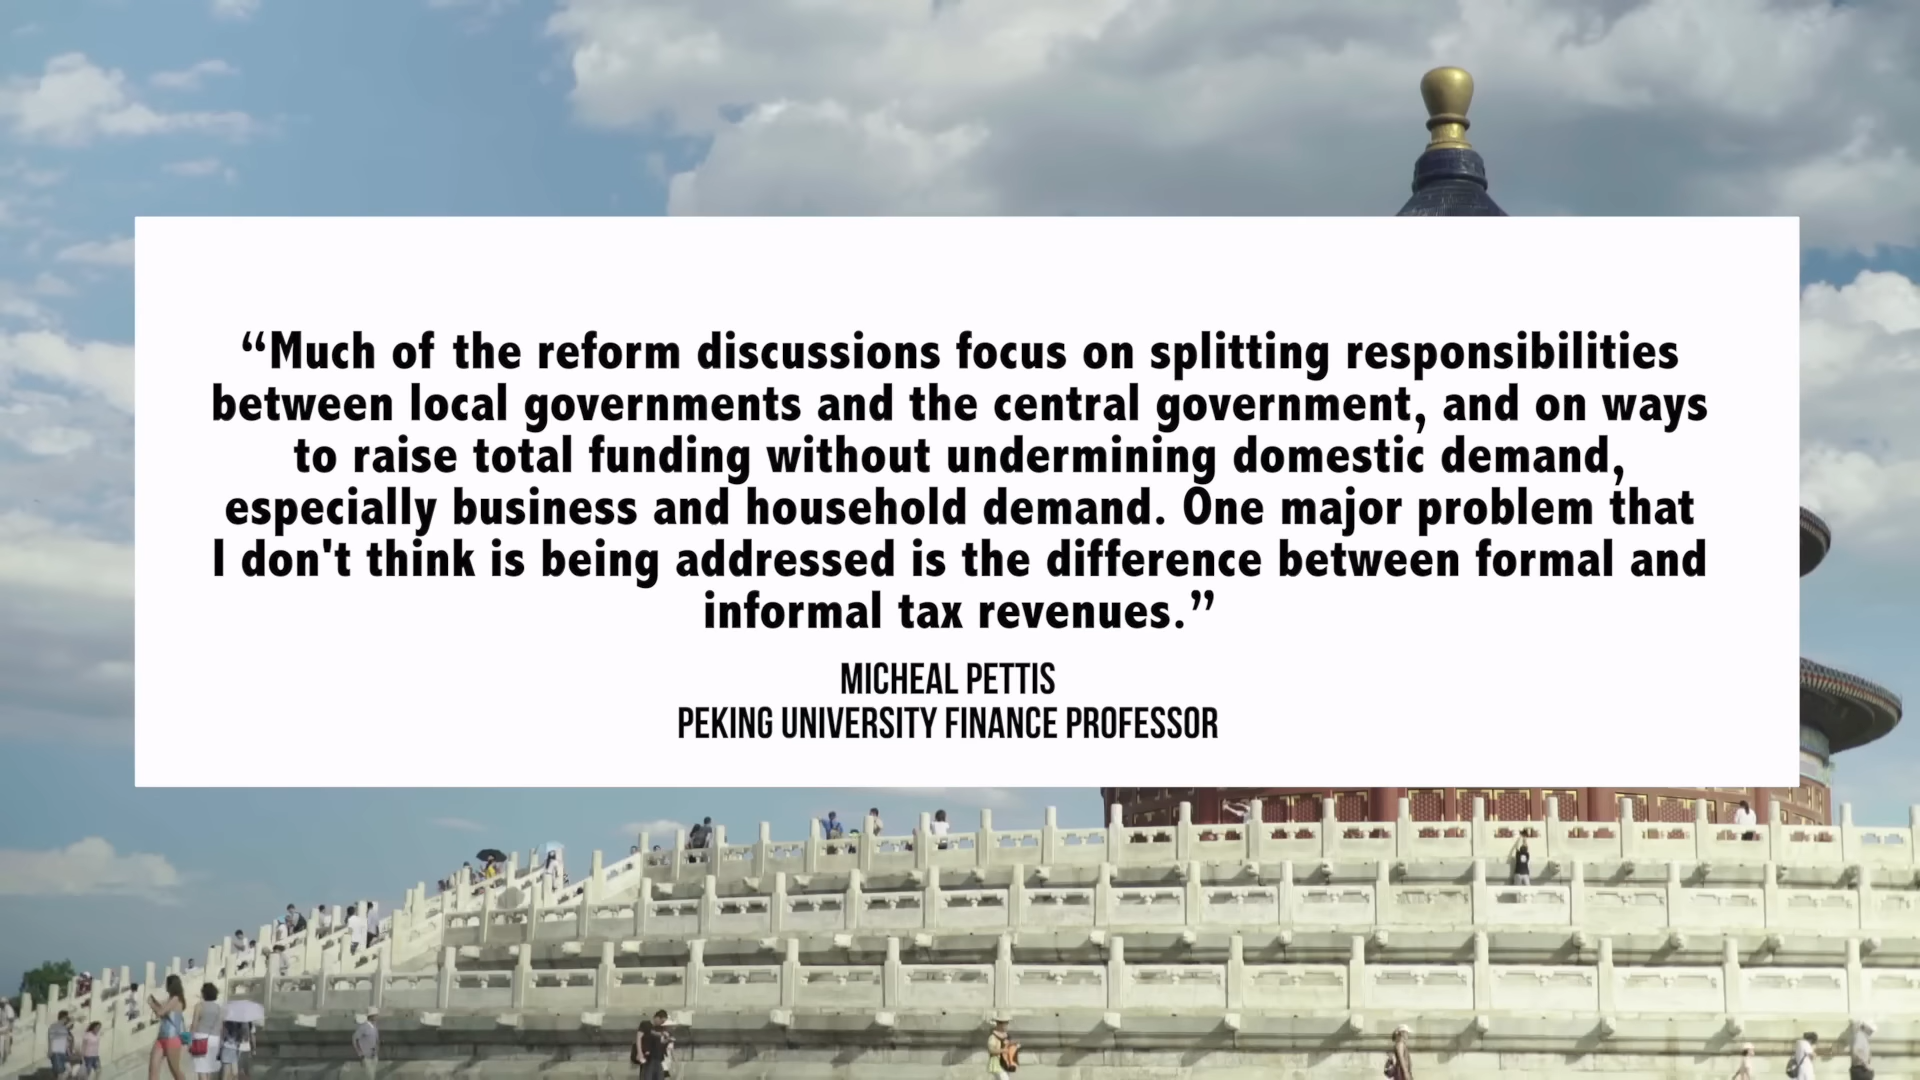 “Much of the reform discussions focus on splitting responsibilities
between local governments and the central government, and on ways
to raise total funding without undermining domestic demand,
especially business and household demand. One major problem that
I don't think is being addressed is the difference between formal and
informal tax revenues.”
MICHEAL PETTIS
PEKING UNIVERSITY FINANCE PROFESSOR